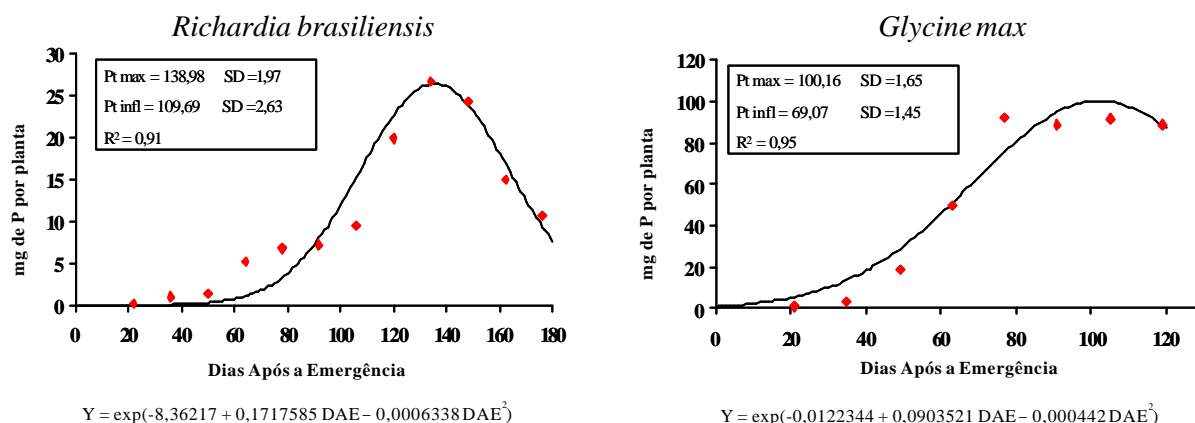 Richardia brasiliensis
30
25
20
15
10
5
0
mg de P por planta
Pt max = 138,98 SD =1,97
Pt infl = 109,69 SD =2,63
R² = 0,91
0 20 40 60 80 100 120 140 160 180
Dias Após a Emergência
Y = exp(-8,36217 + 0,1717585 DAE – 0,0006338 DAE²)
Glycine max
120
100
80
60
40
20
0
mg de P por planta
Pt max = 100,16 SD =1,65
Pt infl = 69,07 SD =1,45
R² = 0,95
0 20 40 60 80 100 120
Dias Após a Emergência
Y = exp(-0,0122344 + 0,0903521 DAE – 0,000442 DAE²)